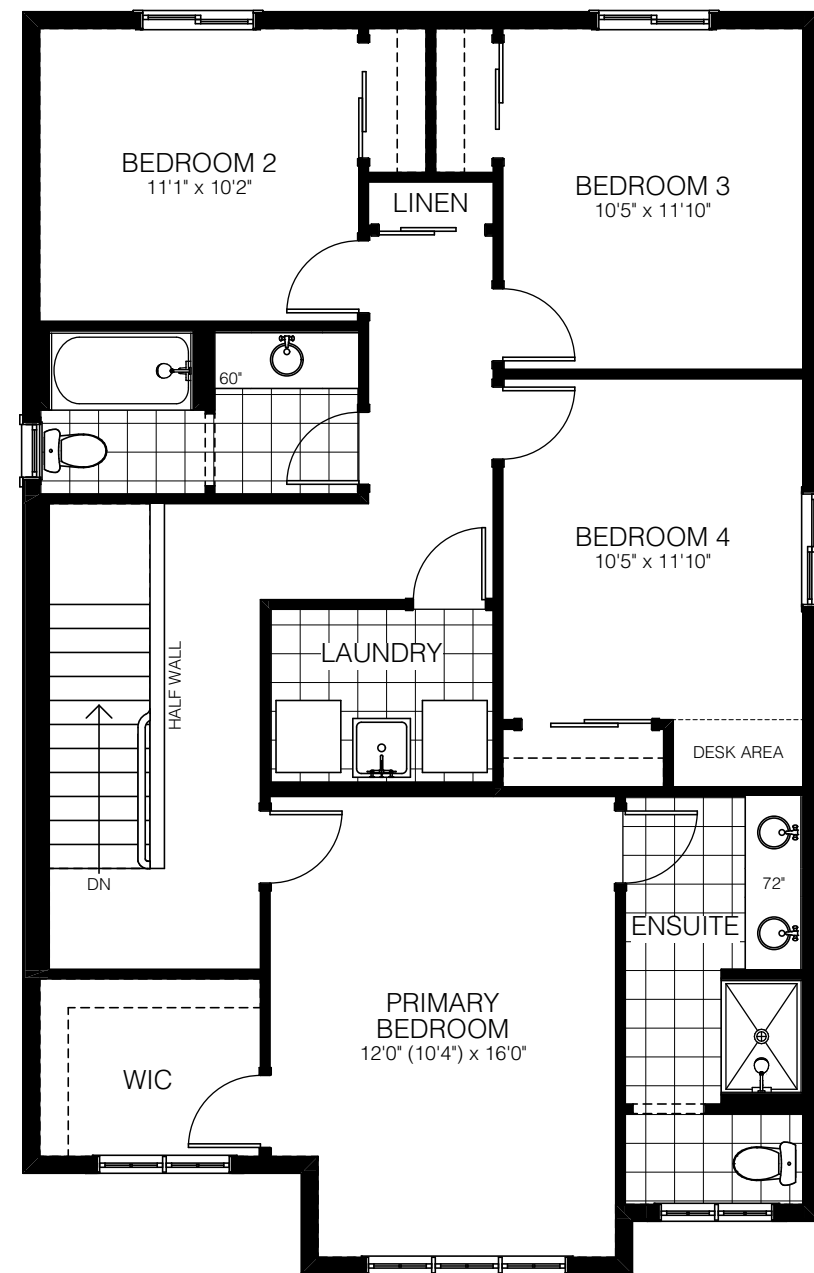 BEDROOM 2
11'1" x 10'2"
LINEN
BEDROOM 3
10'5" x 11'10"
60"
BEDROOM 4
10'5" x 11'10"
LAUNDRY
HALF WALL
DESK AREA
DN
72"
ENSUITE
PRIMARY
BEDROOM
12'0" (10'4") x 16'0"
WIC